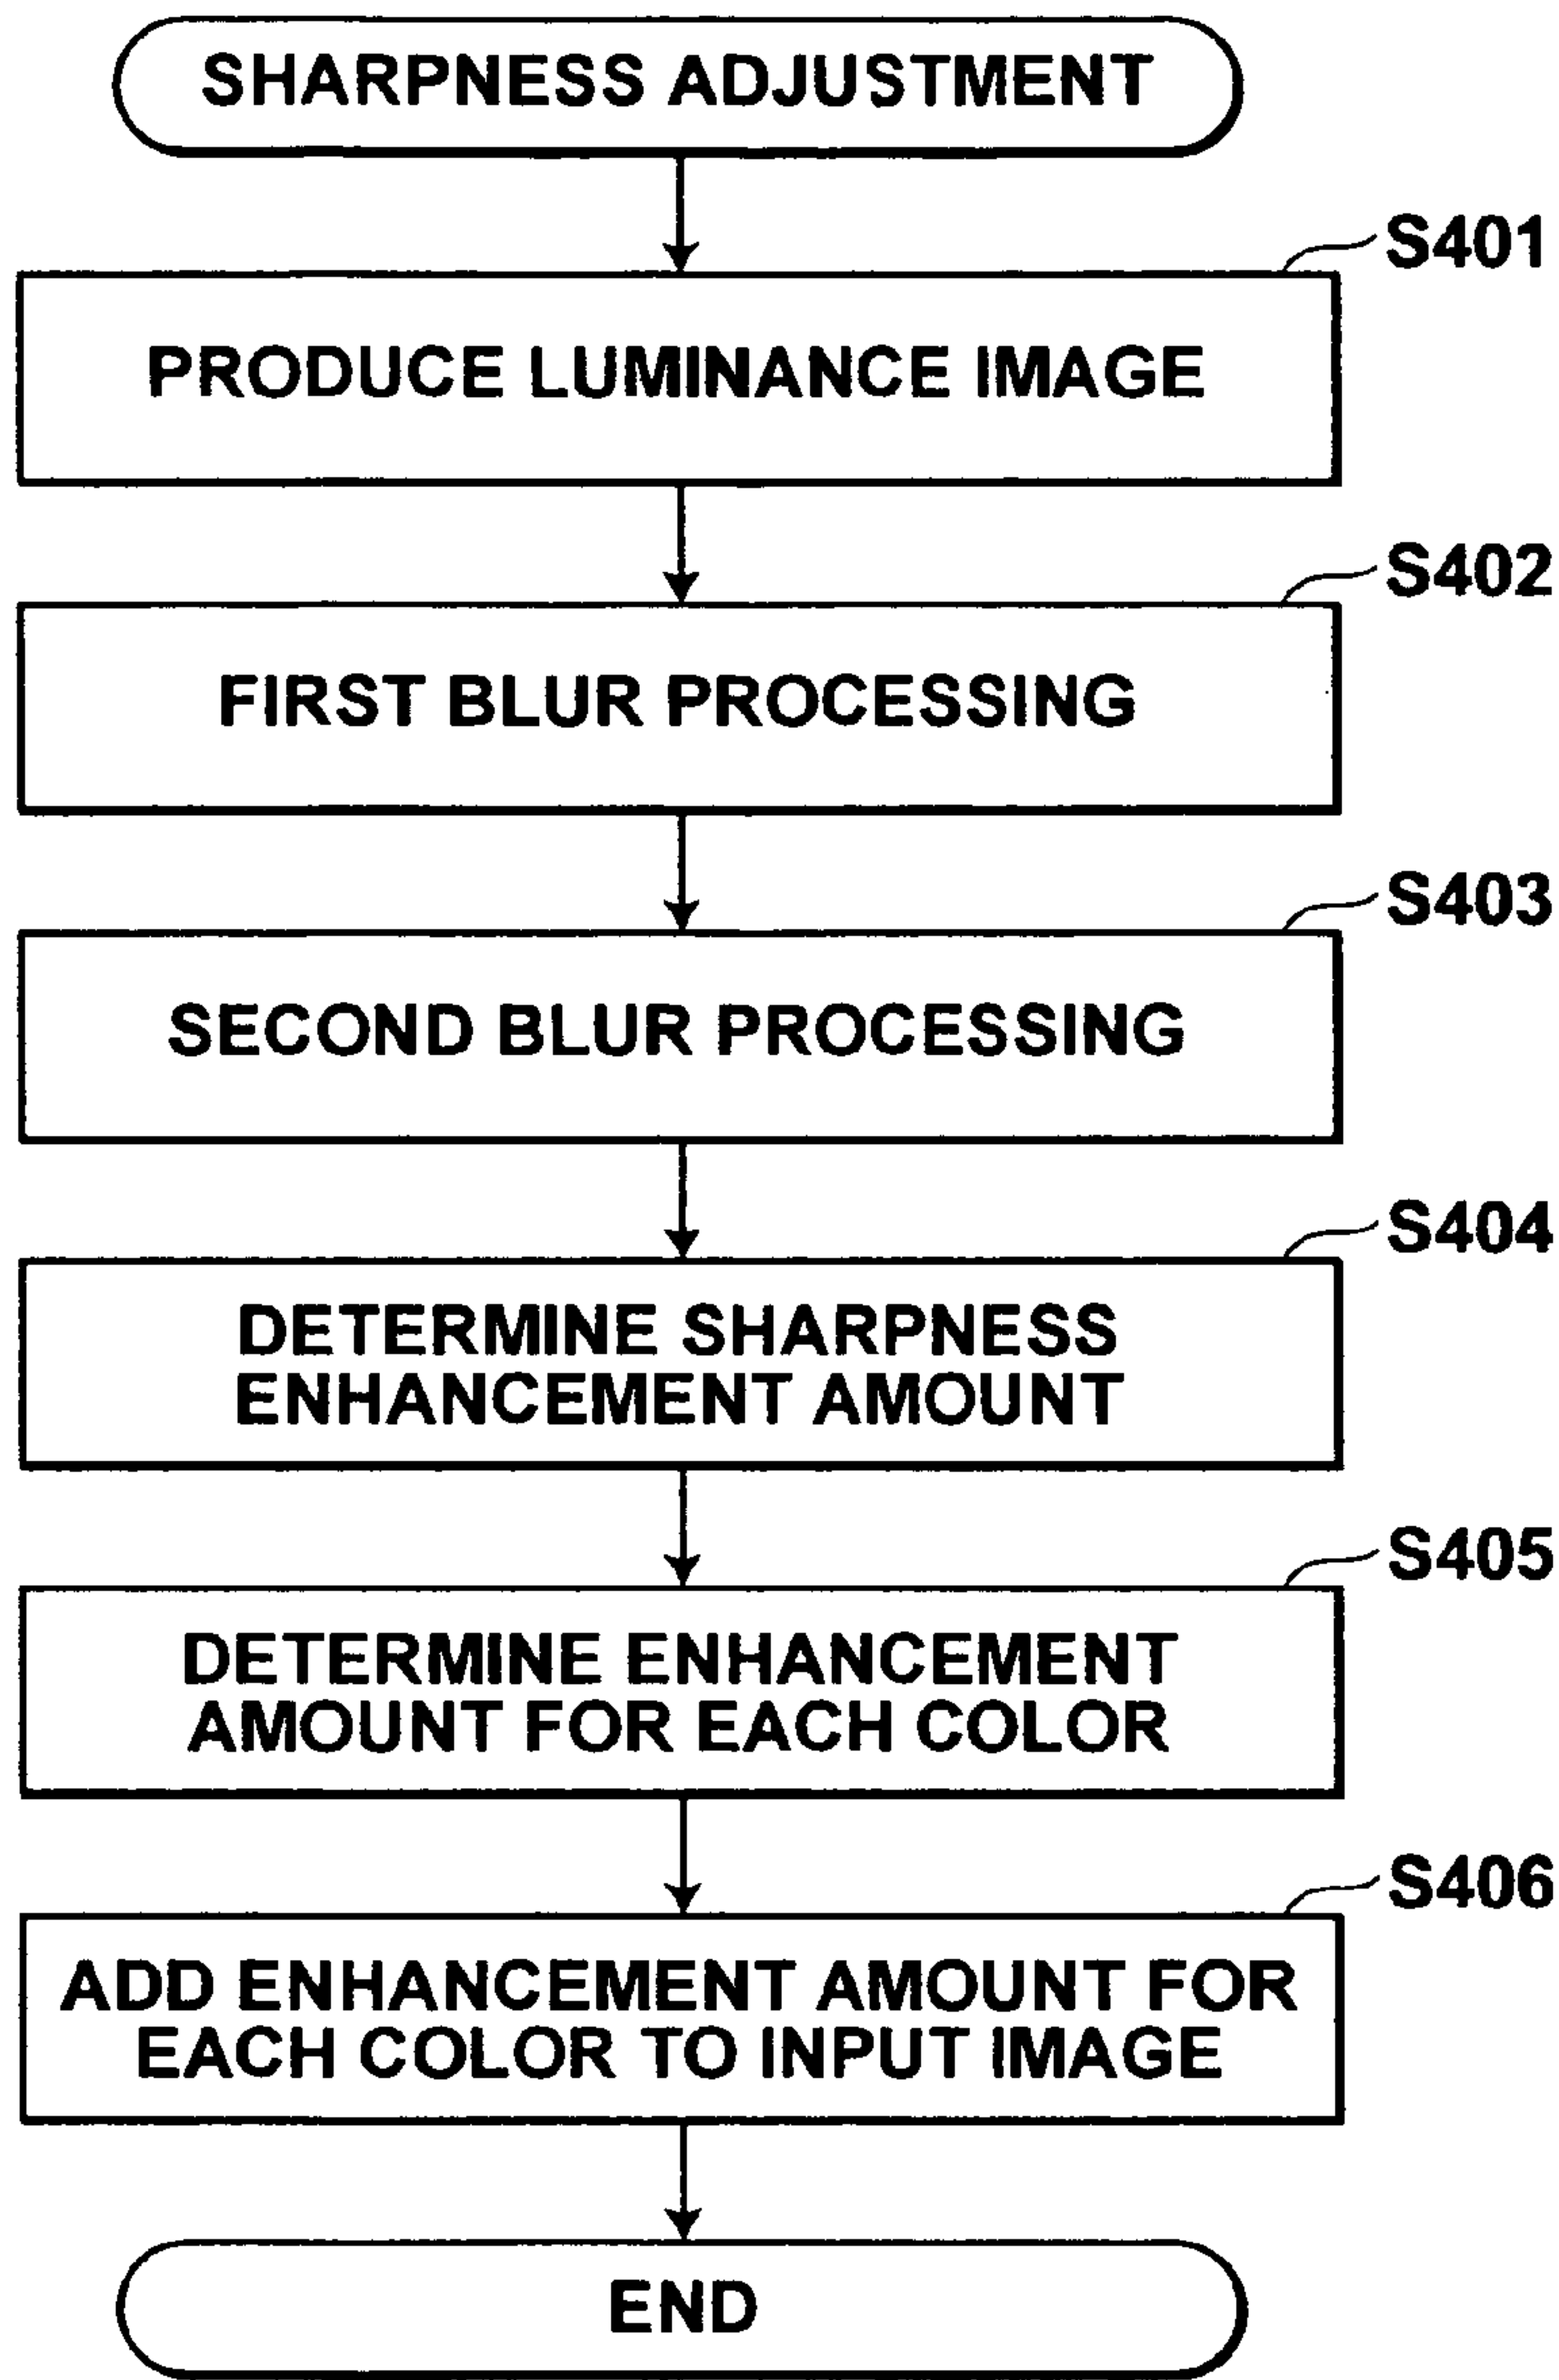 SHARPNESS ADJUSTMENT
S401
PRODUCE LUMINANCE IMAGE
S402
FIRST BLUR PROCESSING
S403
SECOND BLUR PROCESSING
S404
DETERMINE SHARPNESS
ENHANCEMENT AMOUNT
S405
DETERMINE ENHANCEMENT
AMOUNT FOR EACH COLOR
S406
ADD ENHANCEMENT AMOUNT FOR
EACH COLOR TO INPUT IMAGE
END